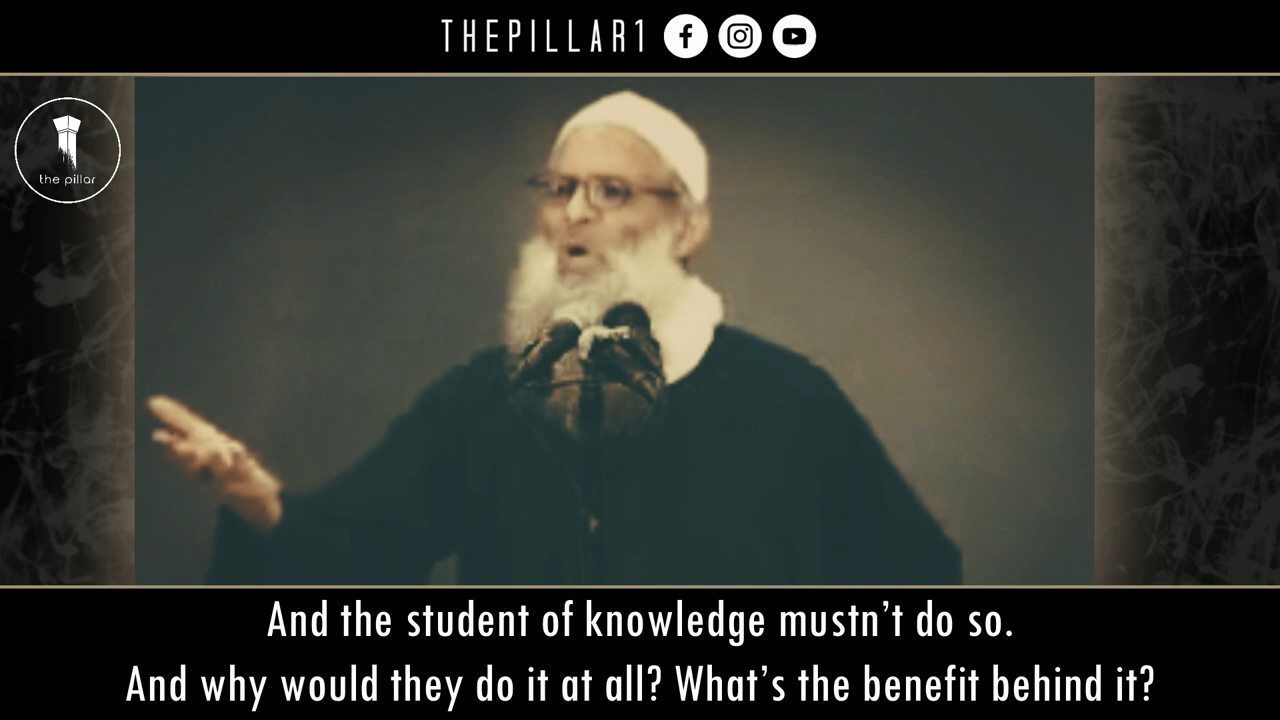 THEPILLAR1
the pillar
And the student of knowledge mustn’t do so.
And why would they do it at all? What’s the benefit behind it?